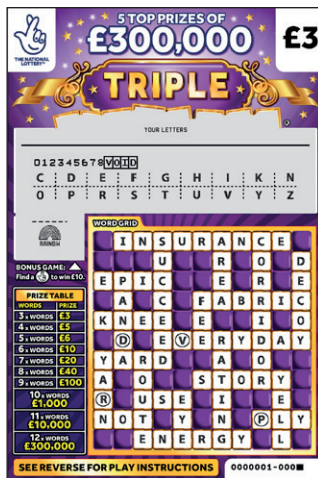 THE NATIONAL LOTTERY®
5 TOP PRIZES OF
£300,000
£3
TRIPLE
YOUR LETTERS
012345678VOID
C D E F G H I K N
O P R S T U V Y Z
RAINBOW
BONUS GAME:
Find a to win £10.
PRIZE TABLE
WORDS PRIZE
3 x WORDS £3
4 x WORDS £5
5 x WORDS £6
6 x WORDS £10
7 x WORDS £20
8 x WORDS £40
9 x WORDS £100
10 x WORDS
£1,000
11 x WORDS
£10,000
12 x WORDS
£300,000
WORD GRID
INSURANCE
U R O D
EPIC E R E
A C FABRIC
KNEE E I O
D EVERYDAY
YARD A O
A O STORY
RUSE I E
NOT Y N PLY
ENERGY L
SEE REVERSE FOR PLAY INSTRUCTIONS
0000001-000